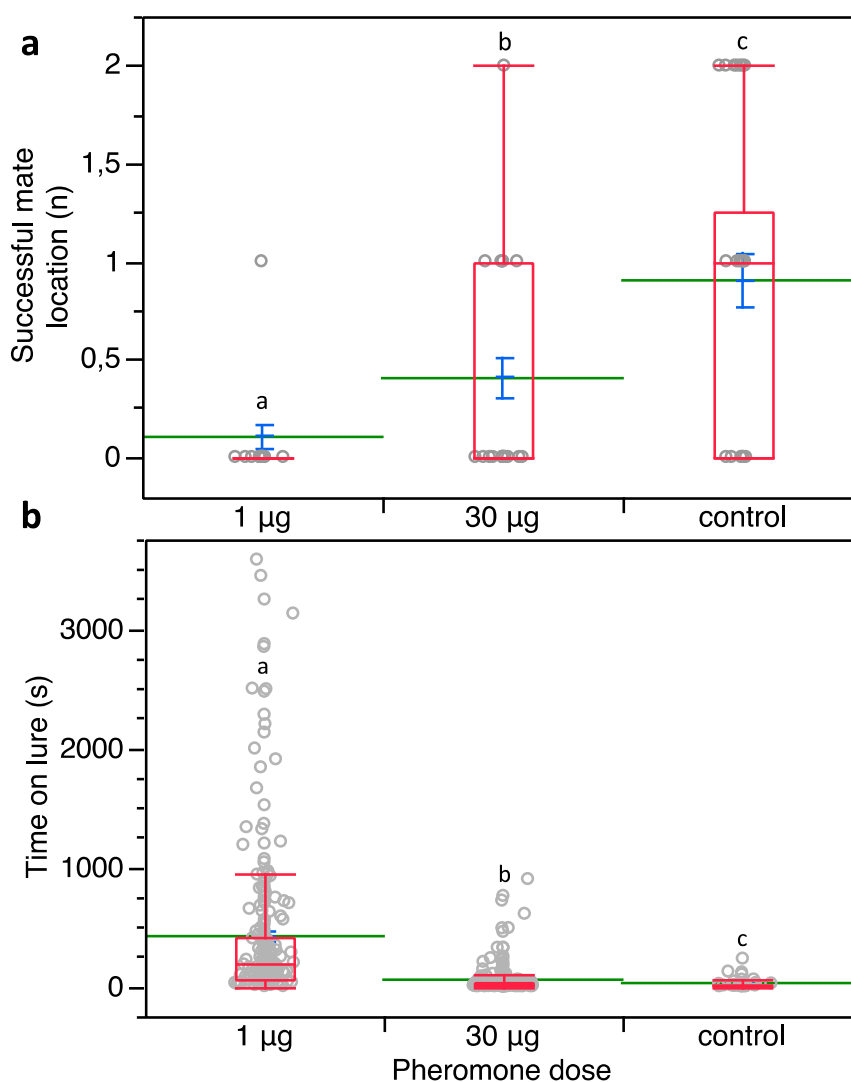 a
b
c
2
1,5
1
0,5
0
Successful mate
location (n)
a
1 µg
30 µg
control
b
3000
2000
1000
0
Time on lure (s)
a
b
c
1 µg
30 µg
control
Pheromone dose